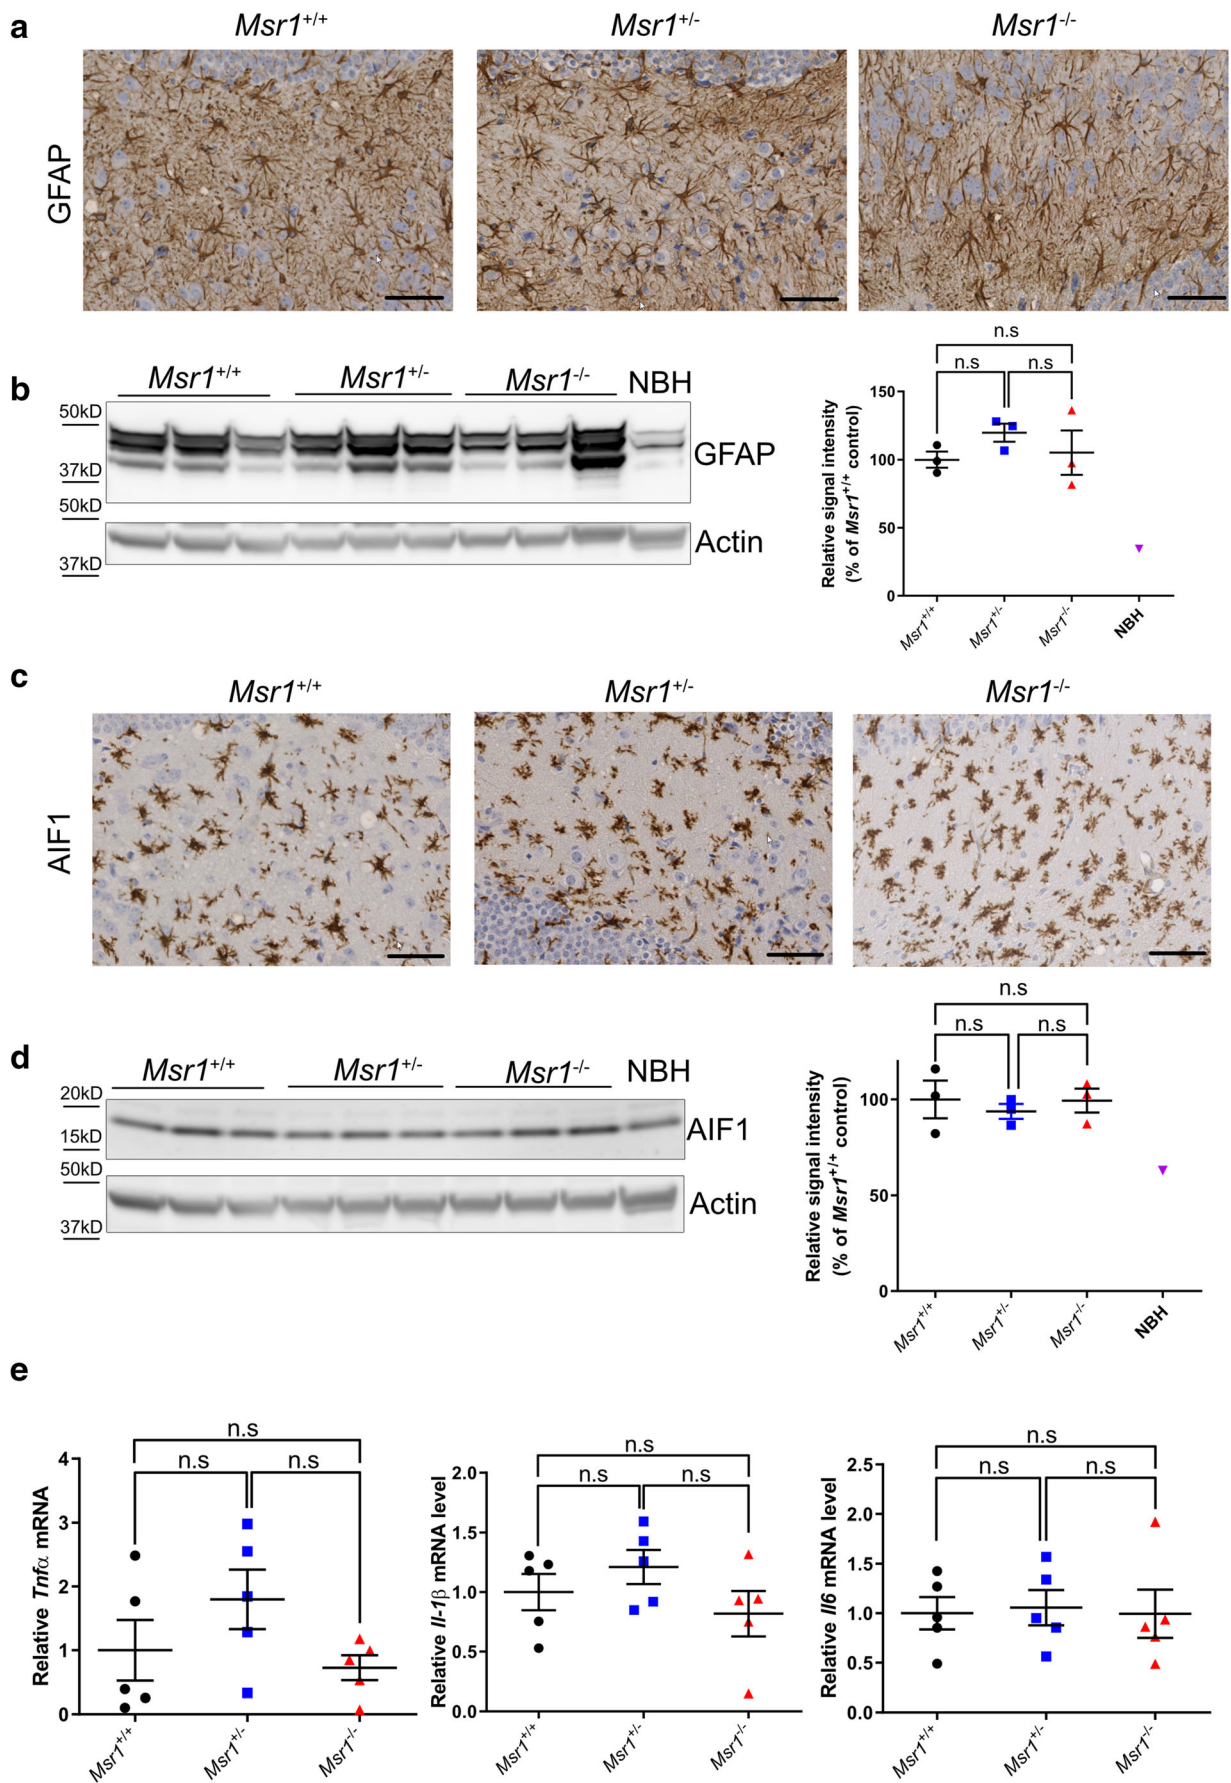 a
Msr1+/+ Msr1+/- Msr1-/-
GFAP
b
Msr1+/+ Msr1+/- Msr1-/- NBH
50kD
37kD
GFAP
50kD
37kD
Actin
n.s
n.s n.s
Relative signal intensity
(% of Msr1+/+ control)
150
100
50
0
Msr1+/+ Msr1+/- Msr1-/- NBH
c
Msr1+/+ Msr1+/- Msr1-/-
AIF1
d
Msr1+/+ Msr1+/- Msr1-/- NBH
20kD
15kD
AIF1
50kD
37kD
Actin
n.s
n.s n.s
Relative signal intensity
(% of Msr1+/+ control)
100
50
0
Msr1+/+ Msr1+/- Msr1-/- NBH
e
n.s
n.s n.s
Relative Tnfα mRNA
4
3
2
1
0
Msr1+/+ Msr1+/- Msr1-/-
n.s
n.s n.s
Relative Il-1β mRNA level
2.0
1.5
1.0
0.5
0.0
Msr1+/+ Msr1+/- Msr1-/-
n.s
n.s n.s
Relative Il6 mRNA level
2.5
2.0
1.5
1.0
0.5
0.0
Msr1+/+ Msr1+/- Msr1-/-